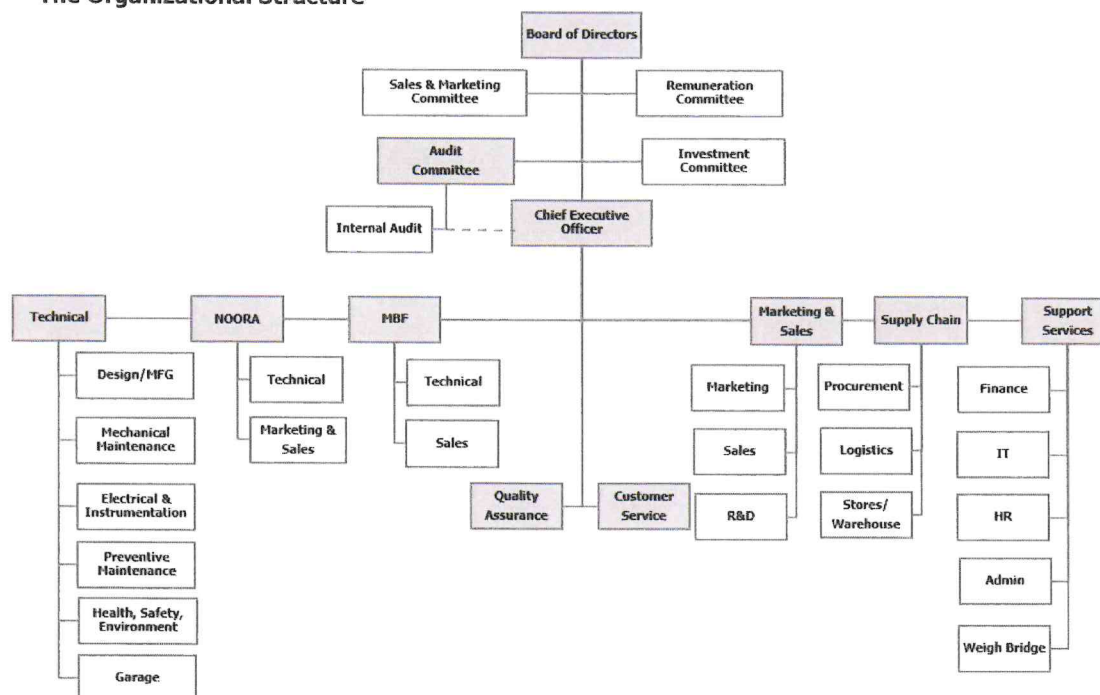 The Organizational Structure
Board of Directors
Sales & Marketing
Committee
Remuneration
Committee
Audit
Committee
Investment
Committee
Internal Audit
Chief Executive
Officer
Technical
NOORA
MBF
Marketing &
Sales
Supply Chain
Support
Services
Design/MFG
Mechanical
Maintenance
Electrical &
Instrumentation
Preventive
Maintenance
Health, Safety,
Environment
Garage
Technical
Marketing &
Sales
Technical
Sales
Quality
Assurance
Customer
Service
Marketing
Sales
R&D
Procurement
Logistics
Stores/
Warehouse
Finance
IT
HR
Admin
Weigh Bridge